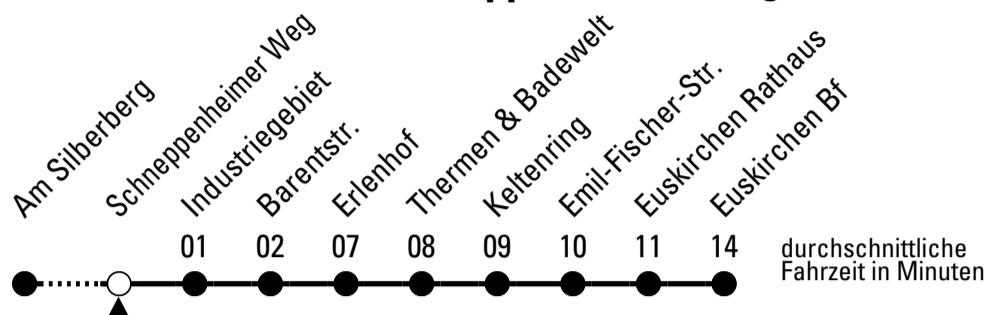 Am Silberberg
Schneppenheimer Weg
Industriegebiet
Barentstr.
Erlenhof
Thermen & Badewelt
Keltenring
Emil-Fischer-Str.
Euskirchen Rathaus
Euskirchen Bf
01 02 07 08 09 10 11 14
durchschnittliche
Fahrzeit in Minuten